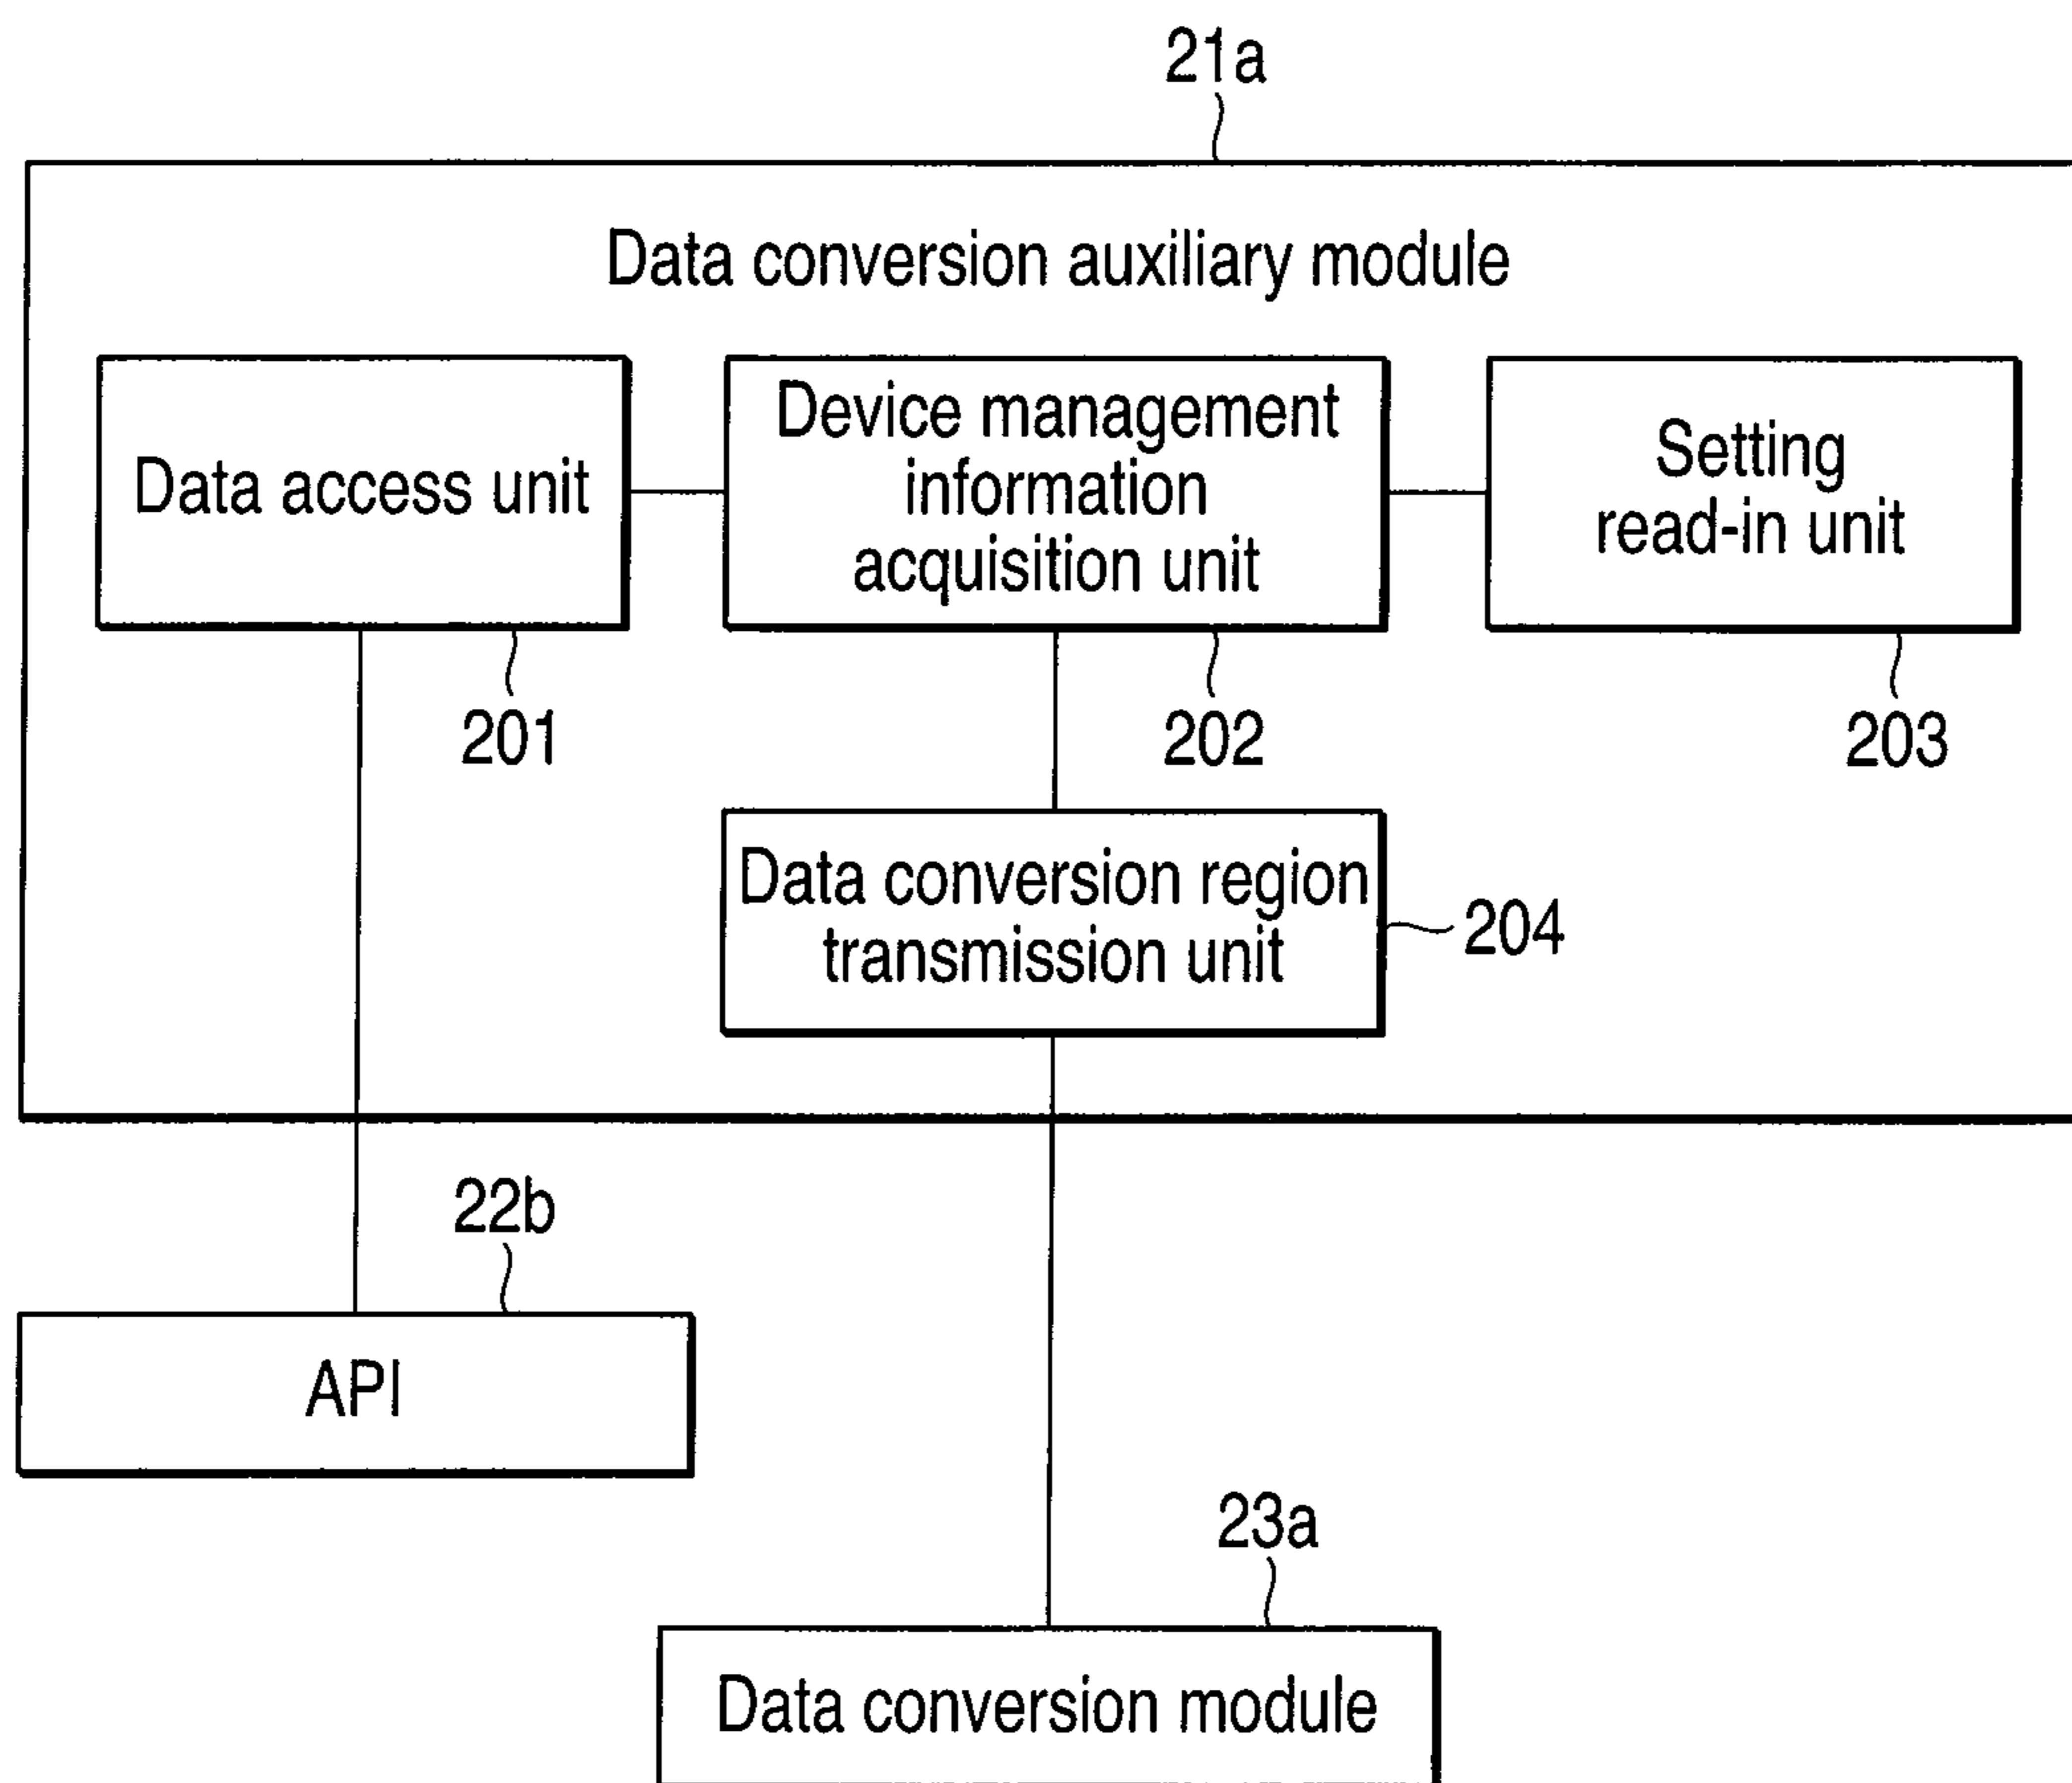 21a
Data conversion auxiliary module
Data access unit
Device management
information
acquisition unit
Setting
read-in unit
201
202
203
Data conversion region
transmission unit
204
22b
API
23a
Data conversion module